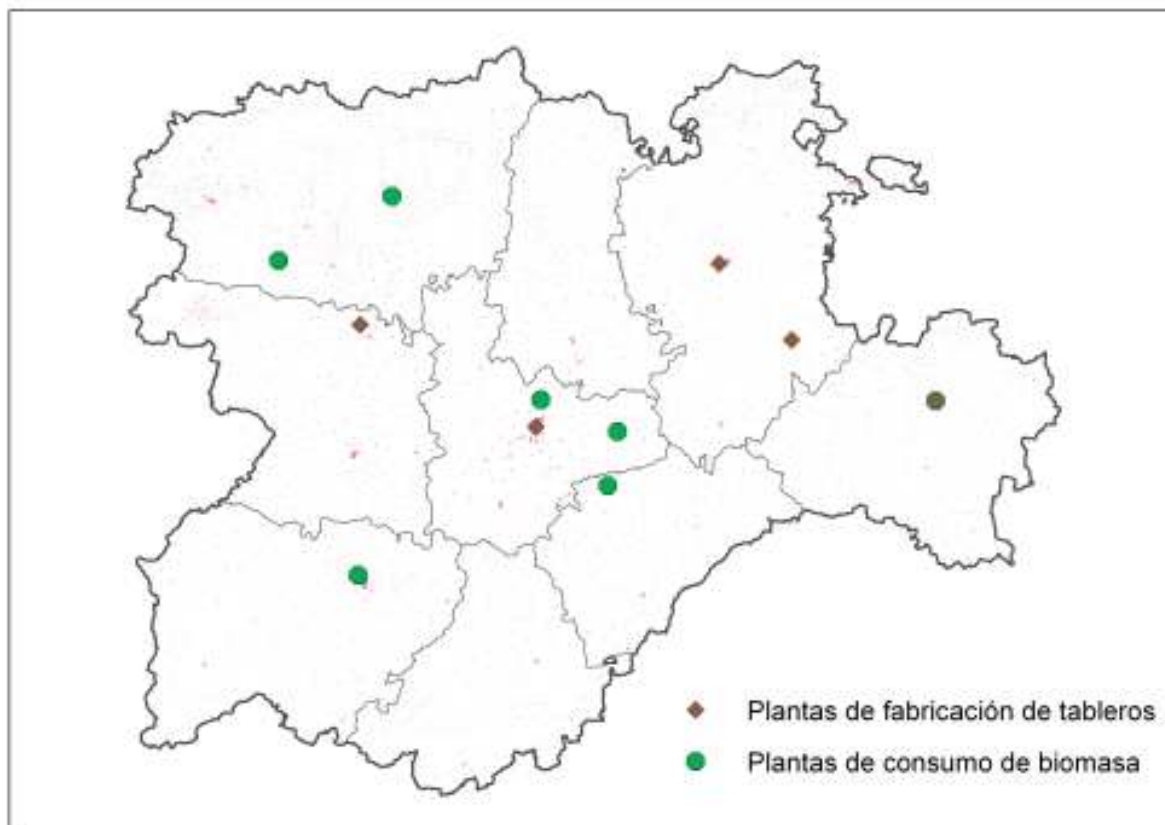 Plantas de fabricación de tableros
Plantas de consumo de biomasa